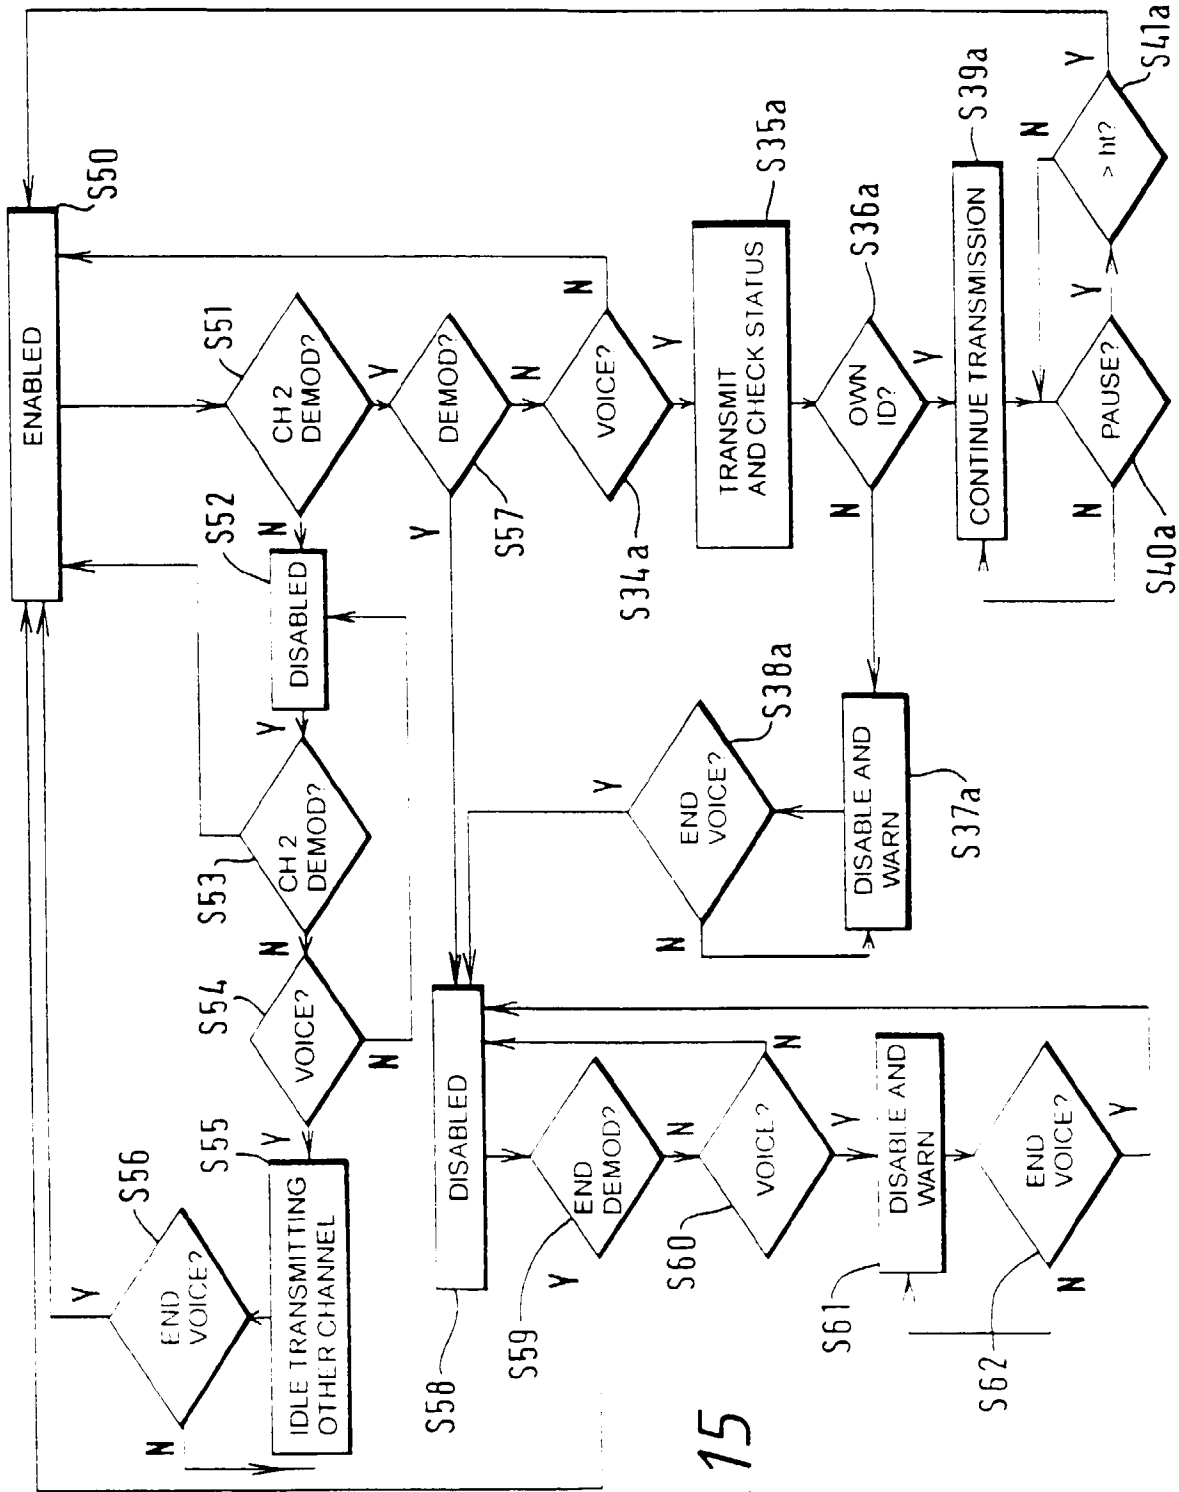 ENABLED
S50
CH 2
DEMOD?
S51
N
Y
DISABLED
S52
Y
CH 2
DEMOD?
S53
N
VOICE?
S54
N
Y
IDLE TRANSMITTING
OTHER CHANNEL
S55
END
VOICE?
S56
Y
N
DEMOD?
S57
Y
N
VOICE?
S34a
N
Y
TRANSMIT
AND CHECK STATUS
S35a
OWN
ID?
S36a
N
Y
DISABLE AND
WARN
S37a
END
VOICE?
S38a
Y
N
CONTINUE TRANSMISSION
S39a
PAUSE?
S40a
N
Y
> ht?
S41a
N
Y
DISABLED
S58
END
DEMOD?
S59
Y
N
VOICE?
S60
N
Y
DISABLE AND
WARN
S61
END
VOICE?
S62
Y
N
15